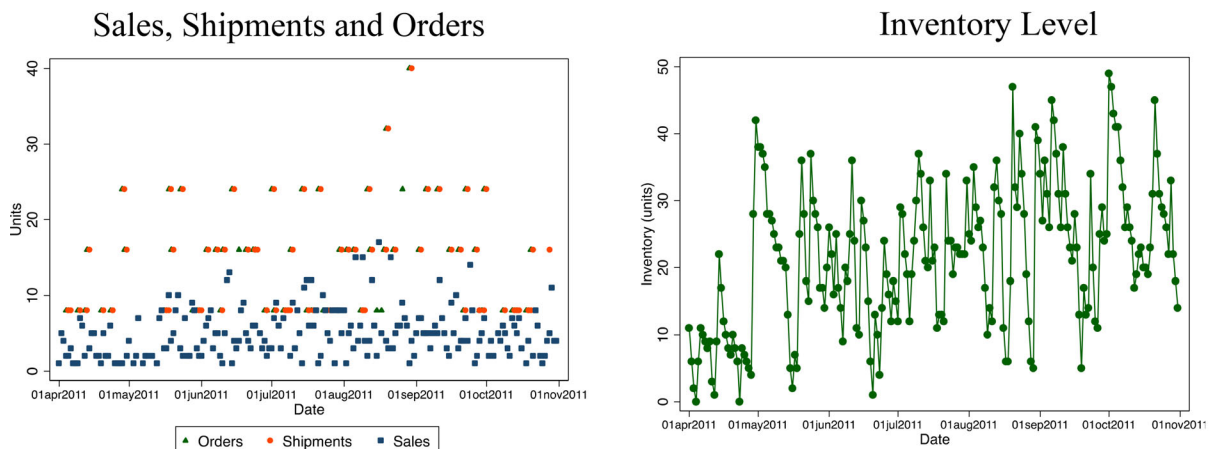 Sales, Shipments and Orders
Units
40
30
20
10
0
01apr2011 01may2011 01jun2011 01jul2011 01aug2011 01sep2011 01oct2011 01nov2011
Date
Orders Shipments Sales
Inventory Level
Inventory (units)
50
40
30
20
10
0
01apr2011 01may2011 01jun2011 01jul2011 01aug2011 01sep2011 01oct2011 01nov2011
Date